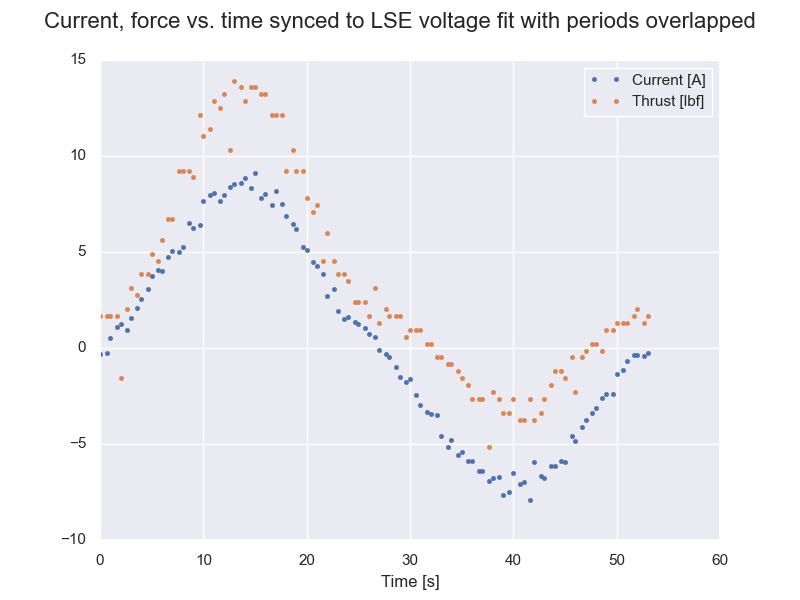 Current, force vs. time synced to LSE voltage fit with periods overlapped
Current [A]
Thrust [lbf]
15
10
5
0
−5
−10
0 10 20 30 40 50 60
Time [s]